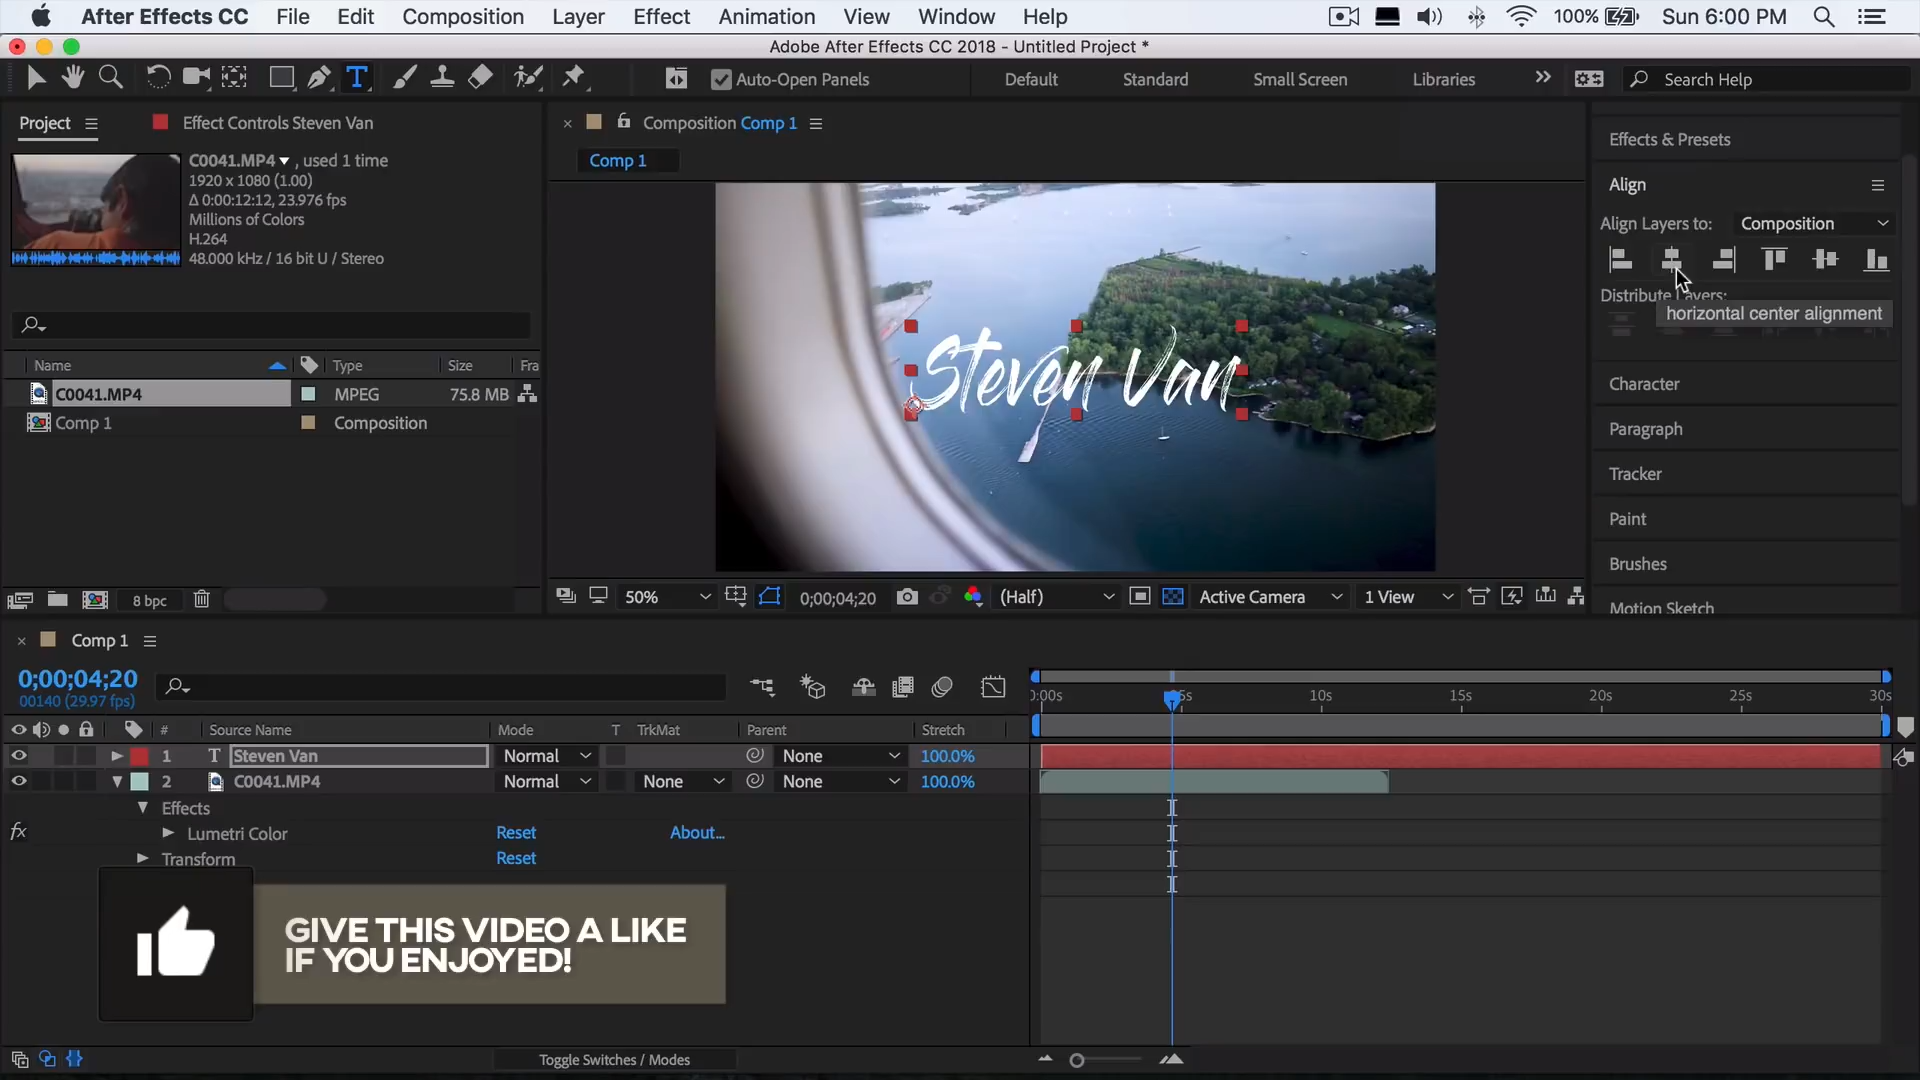 After Effects CC File Edit Composition Layer Effect Animation View Window Help 100% Sun 6:00 PM
Adobe After Effects CC 2018 - Untitled Project *
Auto-Open Panels Default Standard Small Screen Libraries Search Help
Project Effect Controls Steven Van
C0041.MP4 , used 1 time
1920 x 1080 (1.00)
Δ 0:00:12:12, 23.976 fps
Millions of Colors
H.264
48.000 kHz / 16 bit U / Stereo
Name Type Size Fra
C0041.MP4 MPEG 75.8 MB
Comp 1 Composition
8 bpc
Composition Comp 1
Comp 1
Steven Van
50% 0;00;04;20 (Half) Active Camera 1 View
Effects & Presets
Align
Align Layers to: Composition
Distribute Layers:
horizontal center alignment
Character
Paragraph
Tracker
Paint
Brushes
Motion Sketch
Comp 1
0;00;04;20
00140 (29.97 fps)
0:00s 5s 10s 15s 20s 25s 30s
# Source Name Mode T TrkMat Parent Stretch
1 T Steven Van Normal None 100.0%
2 C0041.MP4 Normal None None 100.0%
Effects
fx Lumetri Color Reset About...
Transform Reset
GIVE THIS VIDEO A LIKE
IF YOU ENJOYED!
Toggle Switches / Modes